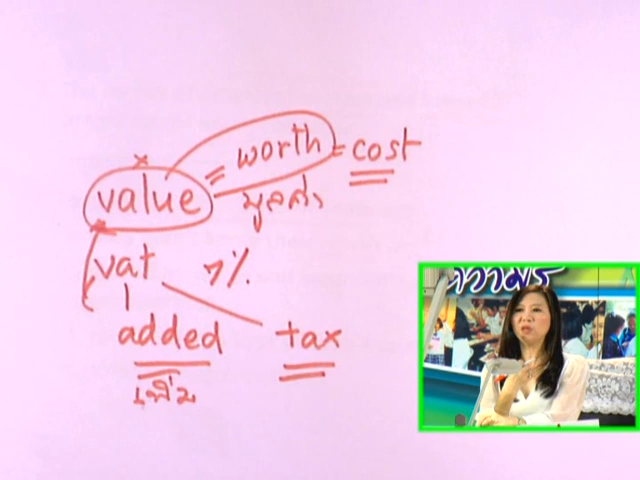 value = worth = cost
มูลค่า
vat 7%
added tax
เพิ่ม